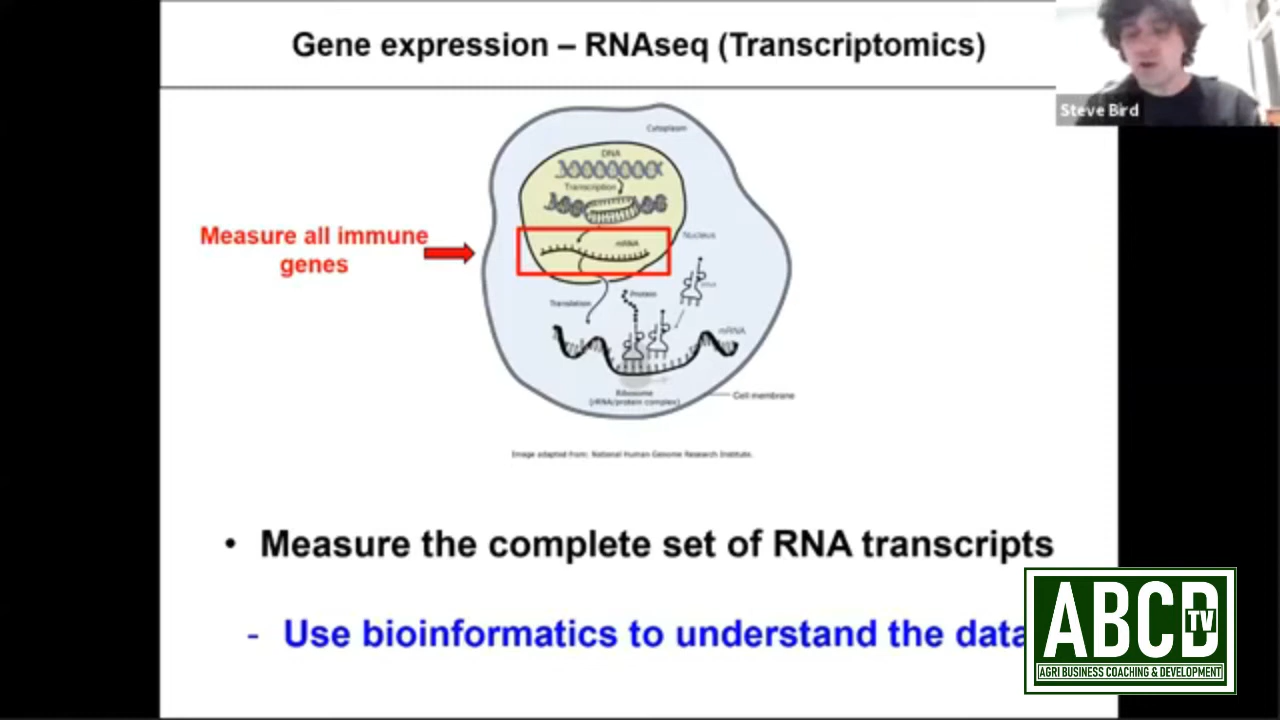 Gene expression – RNAseq (Transcriptomics)
Steve Bird
Cytoplasm
DNA
Transcription
Measure all immune
genes
mRNA
Nucleus
Protein
Translation
mRNA
Ribosome
(rRNA/protein complex)
Cell membrane
Image adapted from: National Human Genome Research Institute.
• Measure the complete set of RNA transcripts
- Use bioinformatics to understand the data
ABCD
TV
AGRI BUSINESS COACHING & DEVELOPMENT